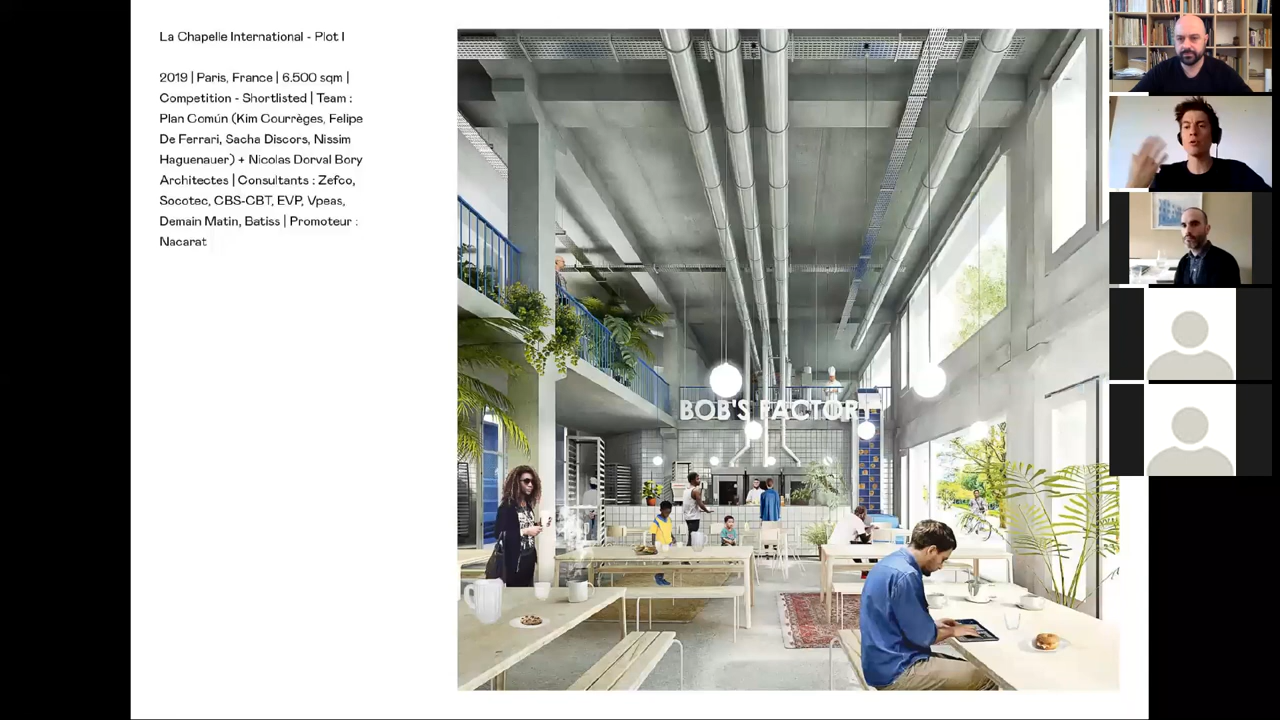 La Chapelle International - Plot I
2019 | Paris, France | 6.500 sqm |
Competition - Shortlisted | Team :
Plan Común (Kim Courrèges, Felipe
De Ferrari, Sacha Discors, Nissim
Haguenauer) + Nicolas Dorval Bory
Architectes | Consultants : Zefco,
Socotec, CBS-CBT, EVP, Vpeas,
Demain Matin, Batiss | Promoteur :
Nacarat
BOB'S FACTORY